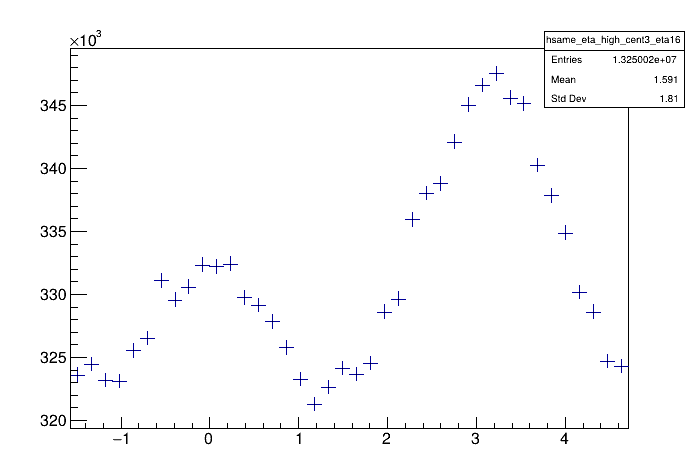 ×10³
hsame_eta_high_cent3_eta16
Entries 1.325002e+07
Mean 1.591
Std Dev 1.81
345
340
335
330
325
320
−1 0 1 2 3 4